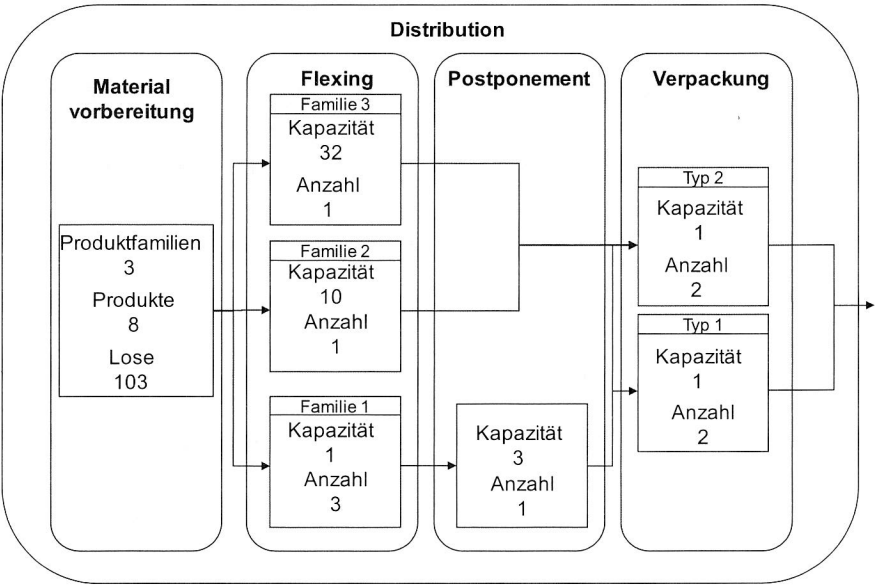 Distribution
Material
vorbereitung
Produktfamilien
3
Produkte
8
Lose
103
Flexing
Familie 3
Kapazität
32
Anzahl
1
Familie 2
Kapazität
10
Anzahl
1
Familie 1
Kapazität
1
Anzahl
3
Postponement
Kapazität
3
Anzahl
1
Verpackung
Typ 2
Kapazität
1
Anzahl
2
Typ 1
Kapazität
1
Anzahl
2